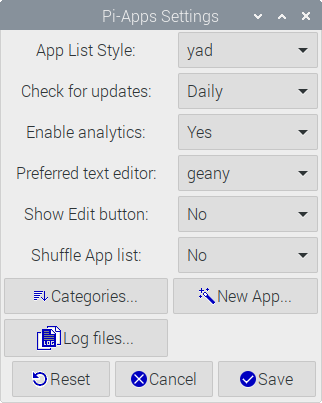 Pi-Apps Settings
App List Style: yad
Check for updates: Daily
Enable analytics: Yes
Preferred text editor: geany
Show Edit button: No
Shuffle App list: No
Categories... New App...
LOG Log files...
Reset Cancel Save